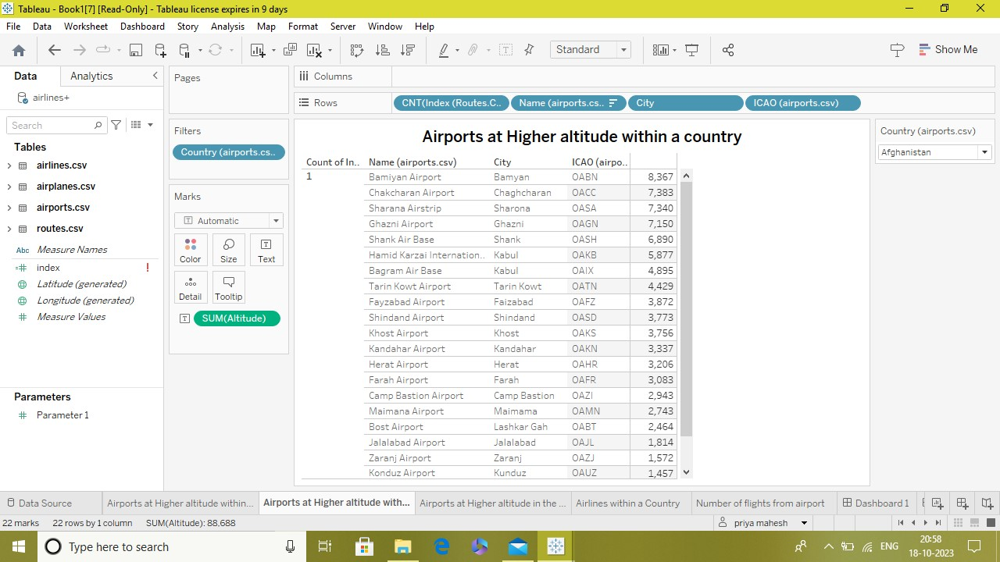 Tableau - Book1[7] [Read-Only] - Tableau license expires in 9 days
File Data Worksheet Dashboard Story Analysis Map Format Server Window Help
Standard Show Me
Data Analytics Pages Columns
airlines+ Rows CNT(Index (Routes.C.. Name (airports.cs.. City ICAO (airports.csv)
Search
Filters
Country (airports.cs..
Airports at Higher altitude within a country
Country (airports.csv)
Afghanistan
Tables
airlines.csv
airplanes.csv
airports.csv
routes.csv
Abc Measure Names
index !
Latitude (generated)
Longitude (generated)
Measure Values
Parameters
Parameter 1
Marks
Automatic
Color Size Text
Detail Tooltip
SUM(Altitude)
Count of In.. Name (airports.csv) City ICAO (airpo..
1 Bamiyan Airport Bamyan OABN 8,367
Chakcharan Airport Chaghcharan OACC 7,383
Sharana Airstrip Sharona OASA 7,340
Ghazni Airport Ghazni OAGN 7,150
Shank Air Base Shank OASH 6,890
Hamid Karzai Internation.. Kabul OAKB 5,877
Bagram Air Base Kabul OAIX 4,895
Tarin Kowt Airport Tarin Kowt OATN 4,429
Fayzabad Airport Faizabad OAFZ 3,872
Shindand Airport Shindand OASD 3,773
Khost Airport Khost OAKS 3,756
Kandahar Airport Kandahar OAKN 3,337
Herat Airport Herat OAHR 3,206
Farah Airport Farah OAFR 3,083
Camp Bastion Airport Camp Bastion OAZI 2,943
Maimana Airport Maimama OAMN 2,743
Bost Airport Lashkar Gah OABT 2,464
Jalalabad Airport Jalalabad OAJL 1,814
Zaranj Airport Zaranj OAZJ 1,572
Konduz Airport Kunduz OAUZ 1,457
Data Source Airports at Higher altitude within... Airports at Higher altitude with... Airports at Higher altitude in the ... Airlines within a Country Number of flights from airport Dashboard 1
22 marks 22 rows by 1 column SUM(Altitude): 88,688 priya mahesh
Type here to search ENG 20:58
18-10-2023